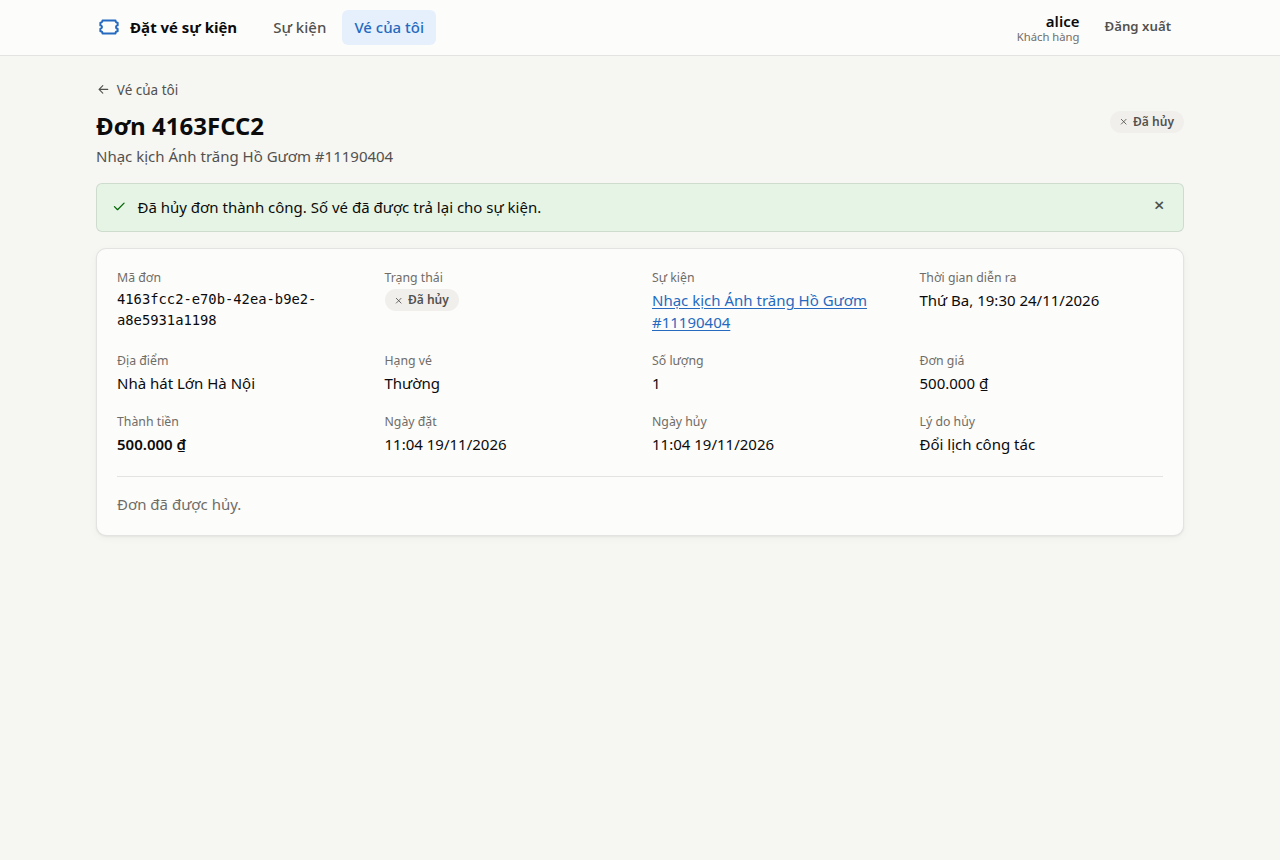 Đặt vé sự kiện
Sự kiện
Vé của tôi
alice
Khách hàng
Đăng xuất
← Vé của tôi
Đơn 4163FCC2
× Đã hủy
Nhạc kịch Ánh trăng Hồ Gươm #11190404
Đã hủy đơn thành công. Số vé đã được trả lại cho sự kiện.
Mã đơn
4163fcc2-e70b-42ea-b9e2-
a8e5931a1198
Trạng thái
× Đã hủy
Sự kiện
Nhạc kịch Ánh trăng Hồ Gươm
#11190404
Thời gian diễn ra
Thứ Ba, 19:30 24/11/2026
Địa điểm
Nhà hát Lớn Hà Nội
Hạng vé
Thường
Số lượng
1
Đơn giá
500.000 ₫
Thành tiền
500.000 ₫
Ngày đặt
11:04 19/11/2026
Ngày hủy
11:04 19/11/2026
Lý do hủy
Đổi lịch công tác
Đơn đã được hủy.